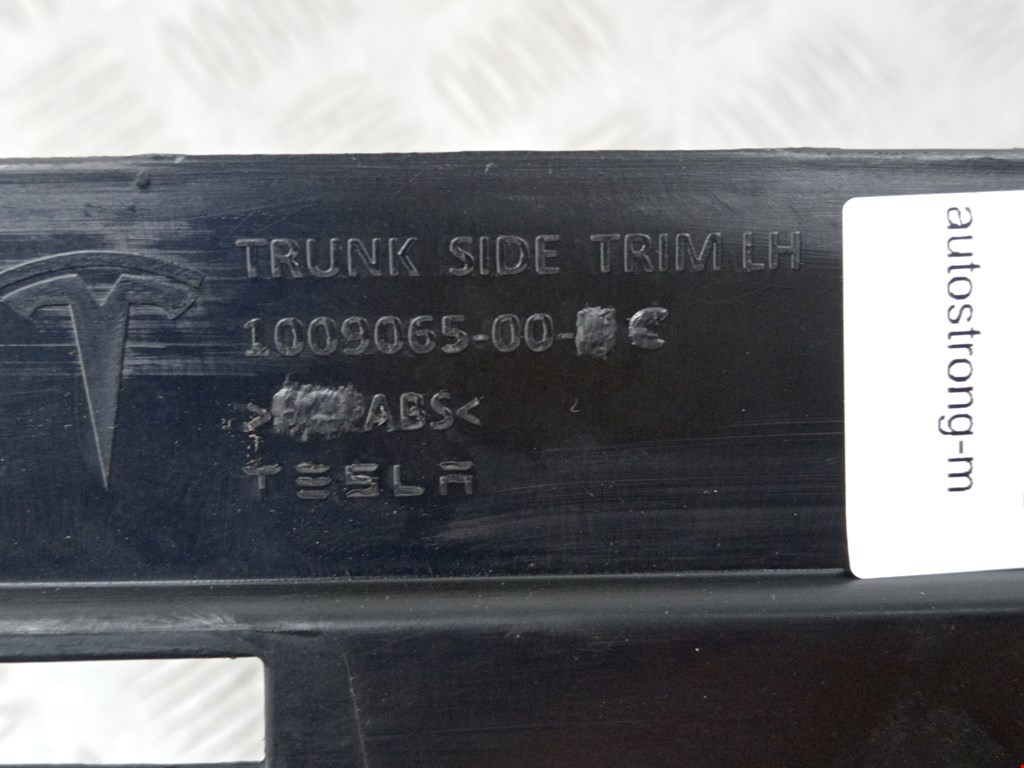 TRUNK SIDE TRIM LH
1009065-00- C
> ABS<
TESLA
autostrong-m